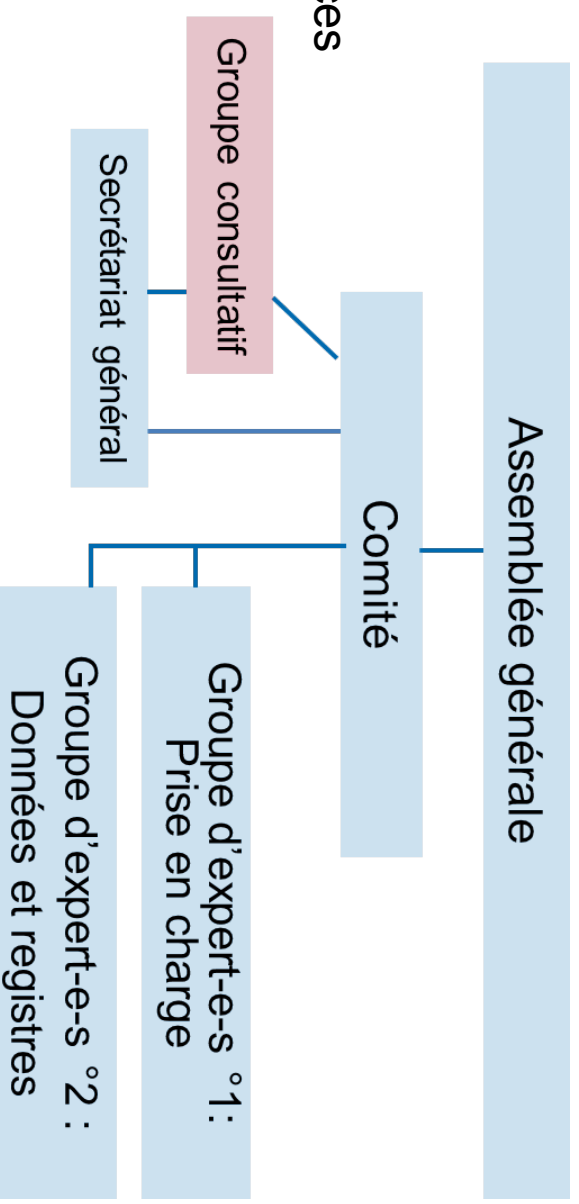 Assemblée générale
Comité
Groupe consultatif
Secrétariat général
Groupe d'expert-e-s °1:
Prise en charge
Groupe d'expert-e-s °2 :
Données et registres